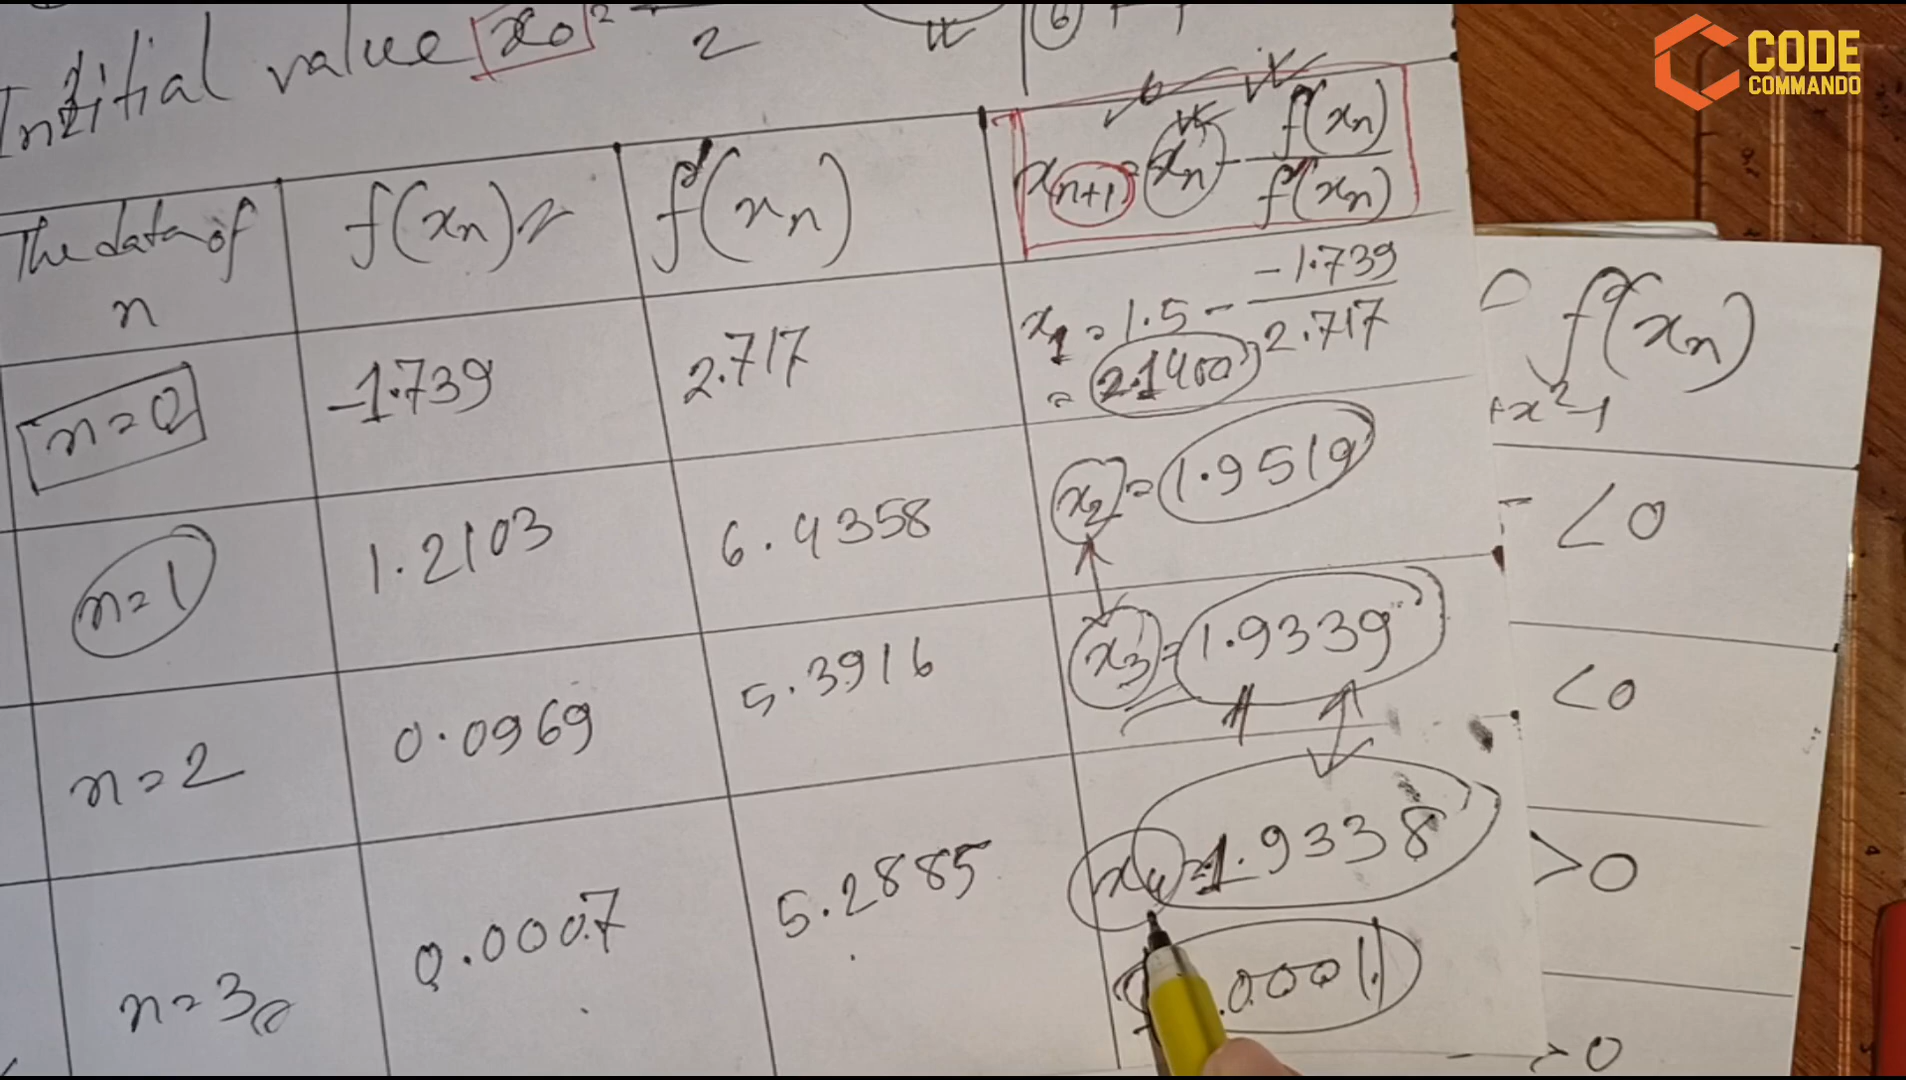 CODE
COMMANDO
Initial value x0 = 2
The data of n
f(xn) =
f'(xn)
xn+1 = xn - f(xn) / f'(xn)
n=0
-1.739
2.717
x1 = 1.5 - -1.739 / 2.717
= 2.1400
n=1
1.2103
6.4358
x2 = 1.9519
n=2
0.0969
5.3916
x3 = 1.9339
n=3
0.0007
5.2885
x4 = 1.9338
.0001
f(xn)
+x²-1
<0
<0
>0
>0